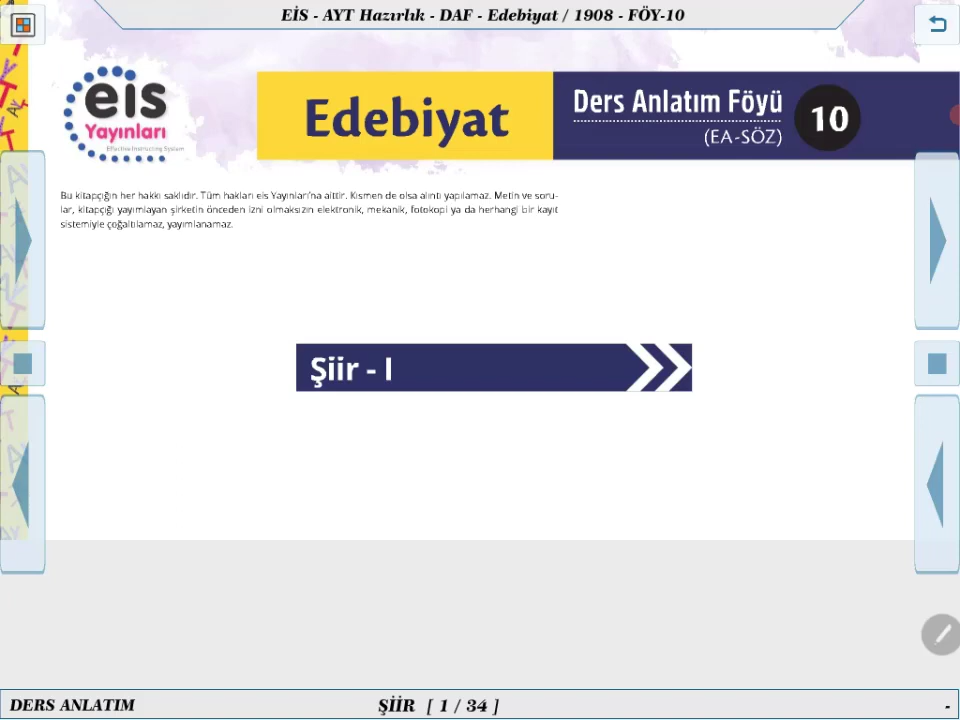 EİS - AYT Hazırlık - DAF - Edebiyat / 1908 - FÖY-10
eis
Yayınları
Effective Instructing System
Edebiyat
Ders Anlatım Föyü
(EA-SÖZ)
10
Bu kitapçığın her hakkı saklıdır. Tüm hakları eis Yayınları'na aittir. Kısmen de olsa alıntı yapılamaz. Metin ve soru-
lar, kitapçığı yayımlayan şirketin önceden izni olmaksızın elektronik, mekanik, fotokopi ya da herhangi bir kayıt
sistemiyle çoğaltılamaz, yayımlanamaz.
Şiir - I
DERS ANLATIM
ŞİİR [ 1 / 34 ]
-